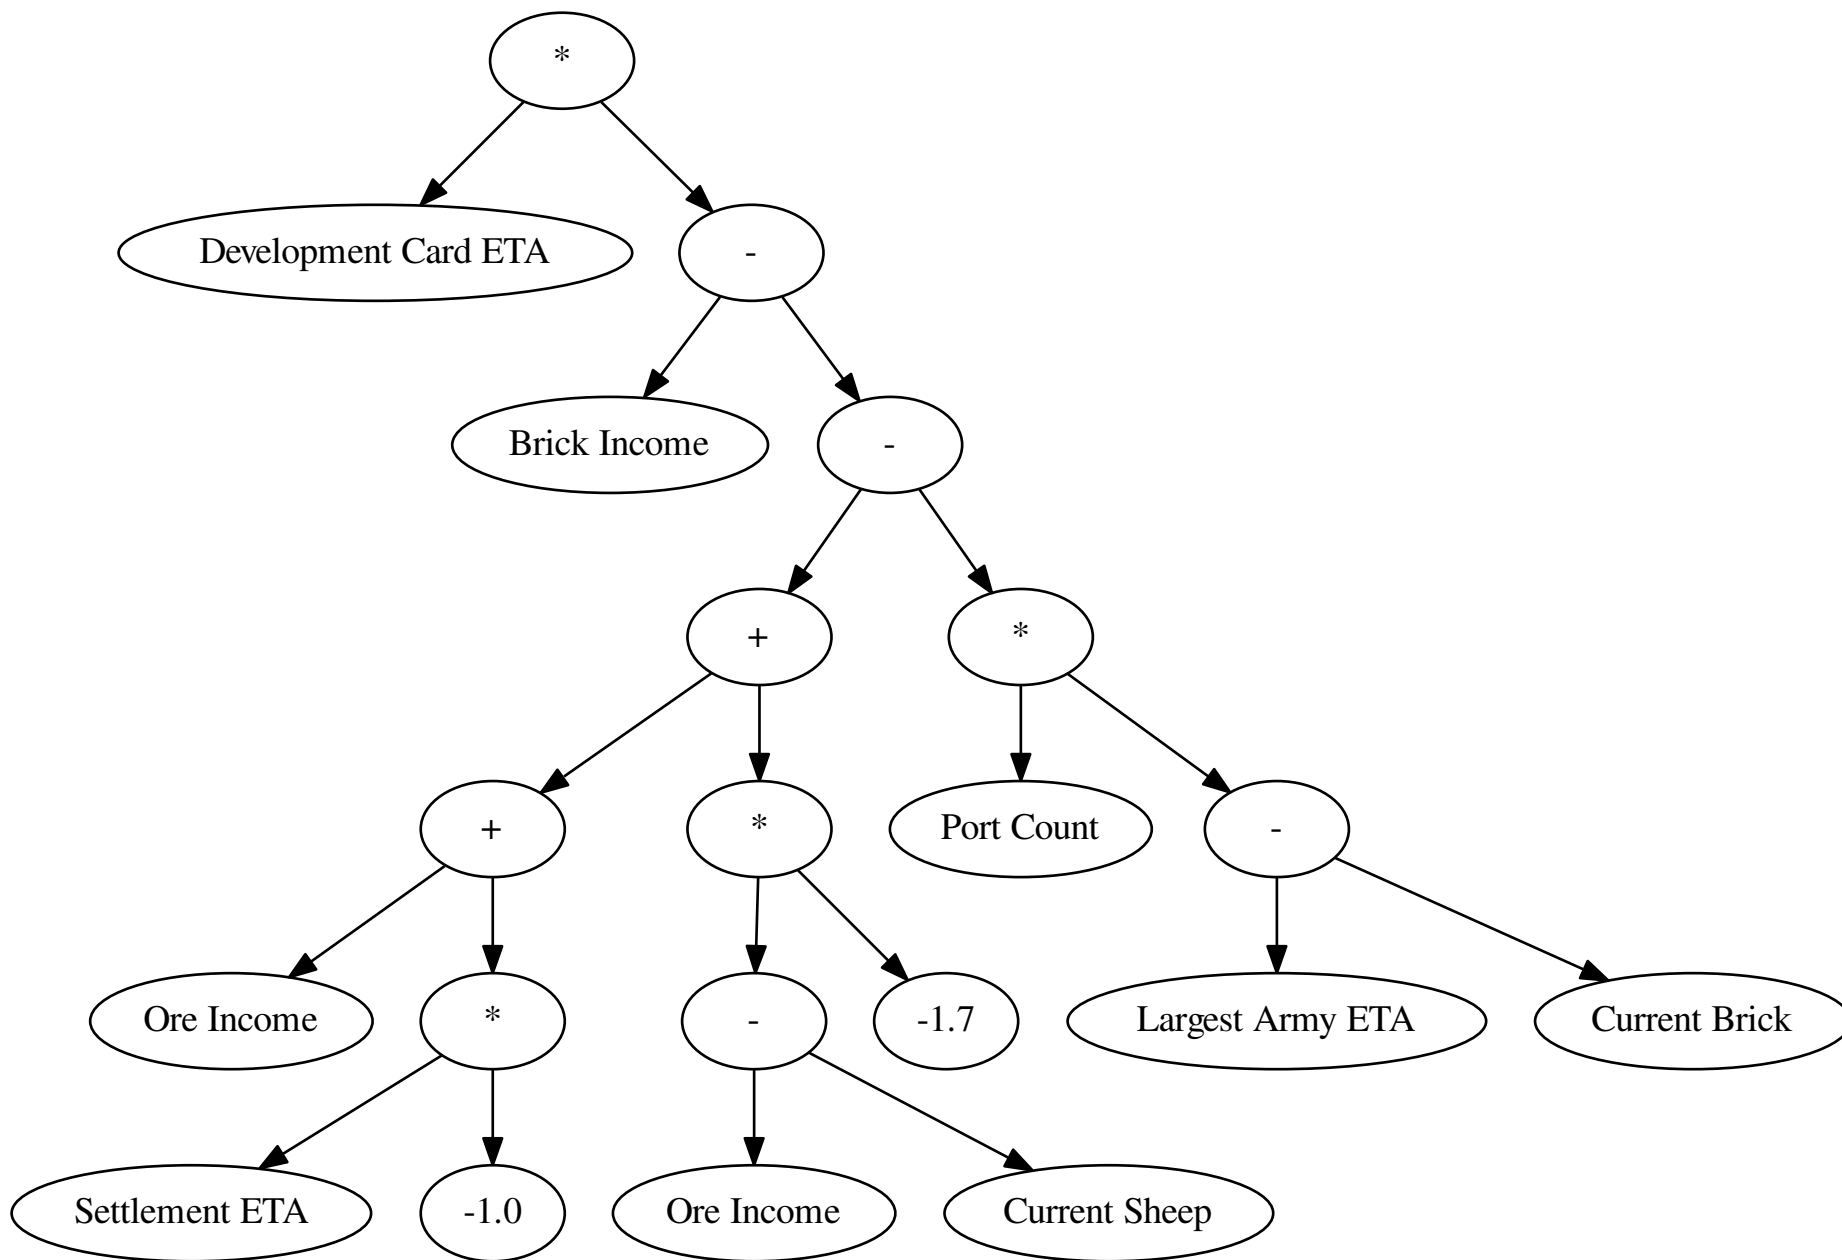 *
Development Card ETA
-
Brick Income
-
+
*
+
*
Port Count
-
Ore Income
*
-
-1.7
Largest Army ETA
Current Brick
Settlement ETA
-1.0
Ore Income
Current Sheep